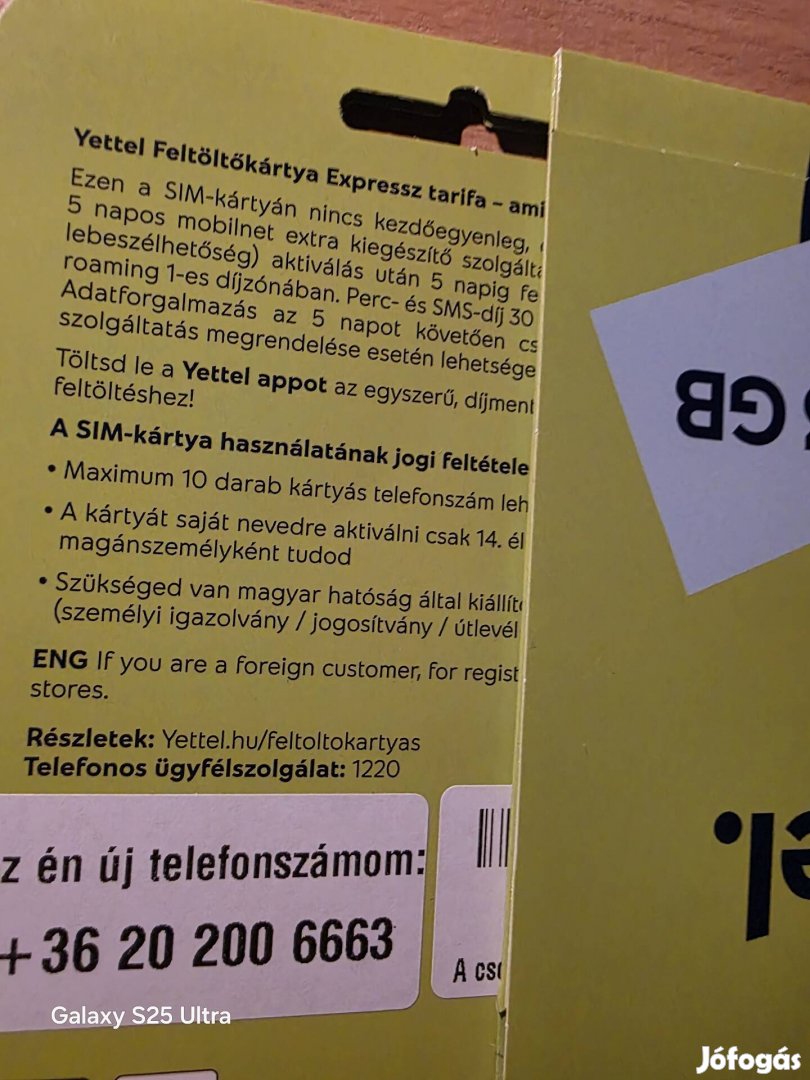 Yettel Feltöltőkártya Expressz tarifa – ami
Ezen a SIM-kártyán nincs kezdőegyenleg,
5 napos mobilnet extra kiegészítő
lebeszélhetőség) aktiválás után 5 napig fe
roaming 1-es díjzónában. Perc- és SMS-díj 30
Adatforgalmazás az 5 napot követően cs
szolgáltatás megrendelése esetén lehetsége
Töltsd le a Yettel appot az egyszerű, díjment
feltöltéshez!
A SIM-kártya használatának jogi feltétele
• Maximum 10 darab kártyás telefonszám leh
• A kártyát saját nevedre aktiválni csak 14. él
magánszemélyként tudod
• Szükséged van magyar hatóság által kiállít
(személyi igazolvány / jogosítvány / útlevél
ENG If you are a foreign customer, for regist
stores.
Részletek: Yettel.hu/feltoltokartyas
Telefonos ügyfélszolgálat: 1220
z én új telefonszámom:
+36 20 200 6663
A cs
GB
el.
Galaxy S25 Ultra
Jófogás